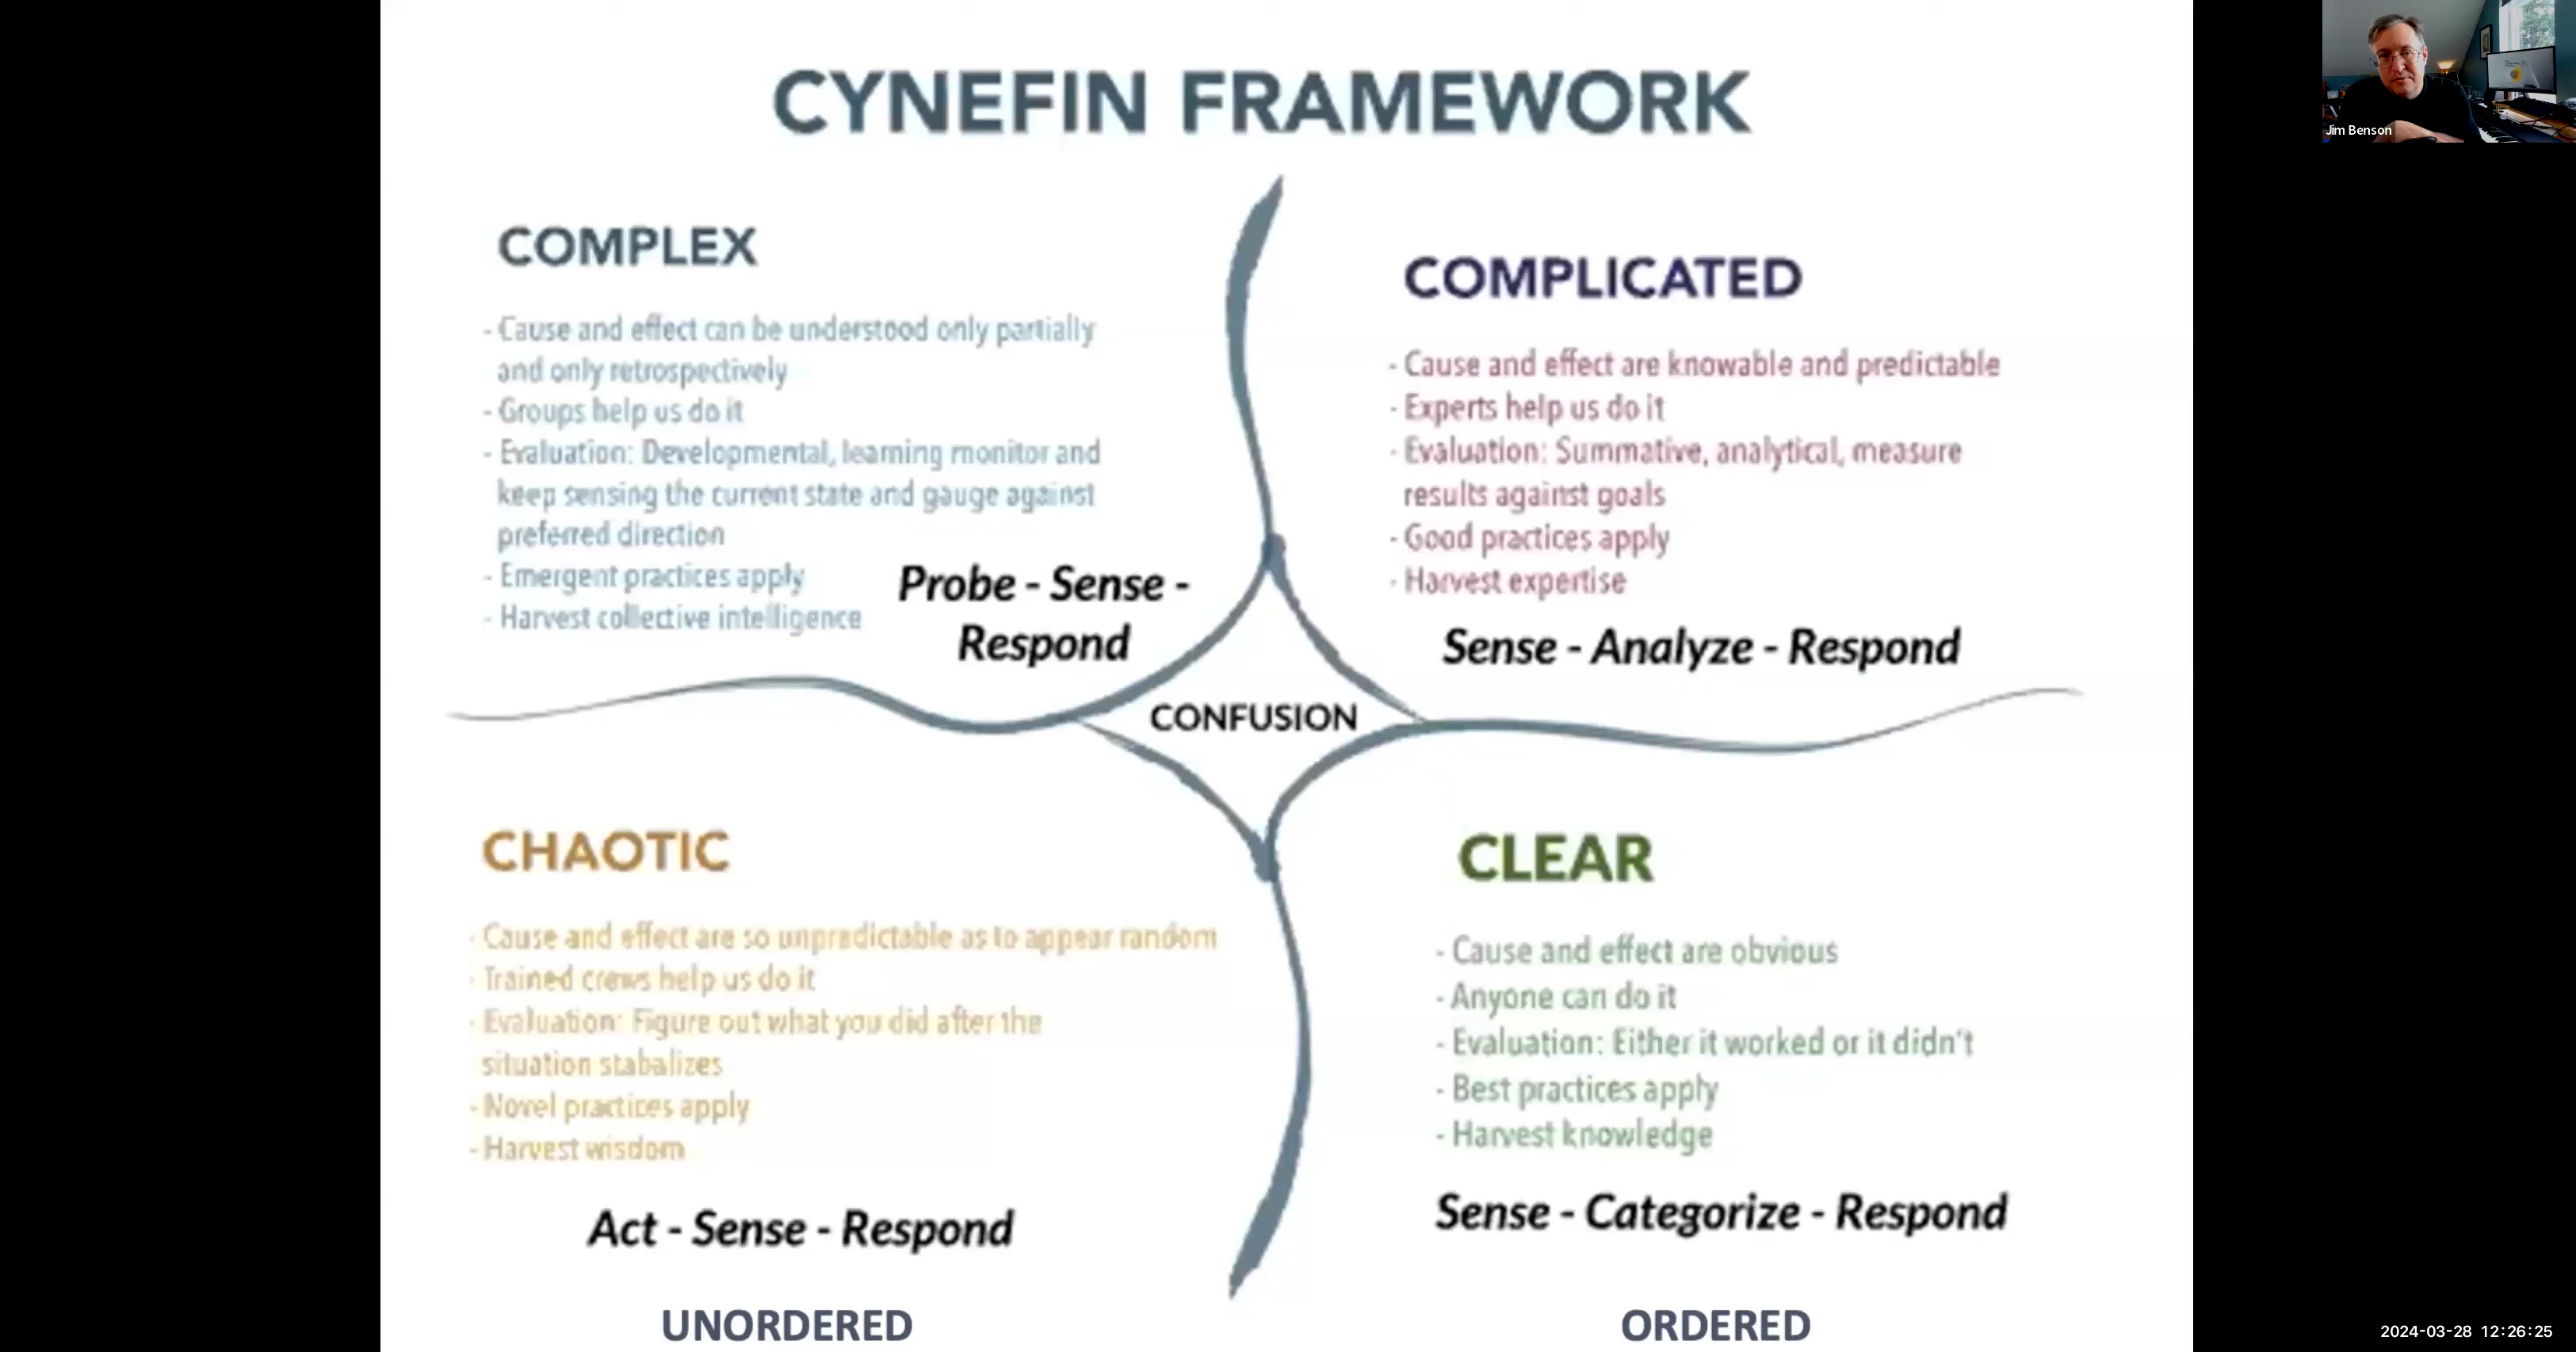 CYNEFIN FRAMEWORK
COMPLEX
- Cause and effect can be understood only partially
and only retrospectively
- Groups help us do it
- Evaluation: Developmental, learning monitor and
keep sensing the current state and gauge against
preferred direction
- Emergent practices apply
- Harvest collective intelligence
Probe - Sense -
Respond
COMPLICATED
- Cause and effect are knowable and predictable
- Experts help us do it
- Evaluation: Summative, analytical, measure
results against goals
- Good practices apply
- Harvest expertise
Sense - Analyze - Respond
CONFUSION
CHAOTIC
- Cause and effect are so unpredictable as to appear random
- Trained crews help us do it
- Evaluation: Figure out what you did after the
situation stabalizes
- Novel practices apply
- Harvest wisdom
Act - Sense - Respond
CLEAR
- Cause and effect are obvious
- Anyone can do it
- Evaluation: Either it worked or it didn't
- Best practices apply
- Harvest knowledge
Sense - Categorize - Respond
UNORDERED
ORDERED
Jim Benson
2024-03-28 12:26:25